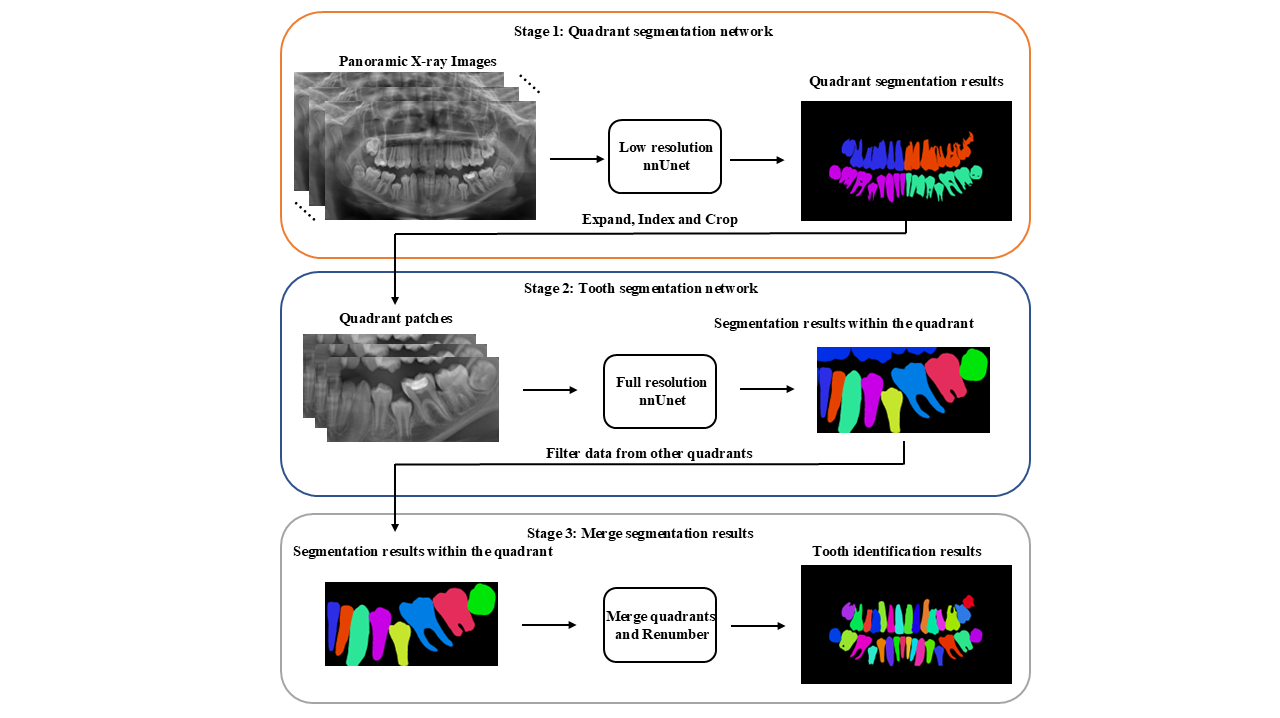 Stage 1: Quadrant segmentation network
Panoramic X-ray Images
Quadrant segmentation results
Low resolution
nnUnet
Expand, Index and Crop
Stage 2: Tooth segmentation network
Quadrant patches
Segmentation results within the quadrant
Full resolution
nnUnet
Filter data from other quadrants
Stage 3: Merge segmentation results
Segmentation results within the quadrant
Tooth identification results
Merge quadrants
and Renumber